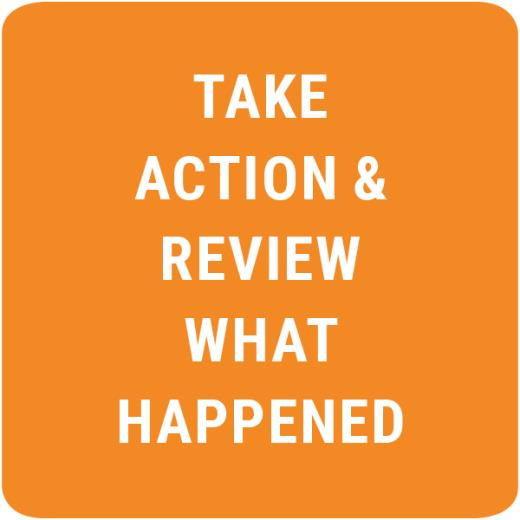 TAKE
ACTION &
REVIEW
WHAT
HAPPENED